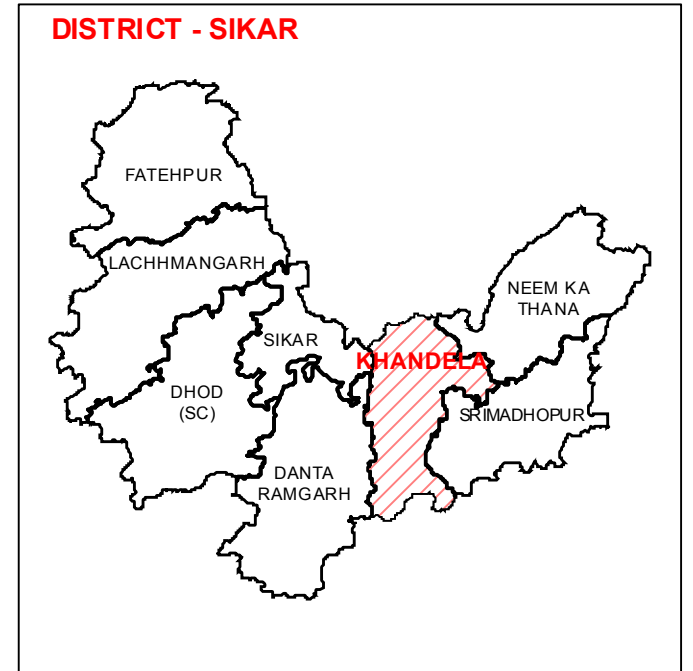 DISTRICT - SIKAR
FATEHPUR
LACHHMANGARH
NEEM KA
THANA
SIKAR
KHANDELA
DHOD
(SC)
SRIMADHOPUR
DANTA
RAMGARH